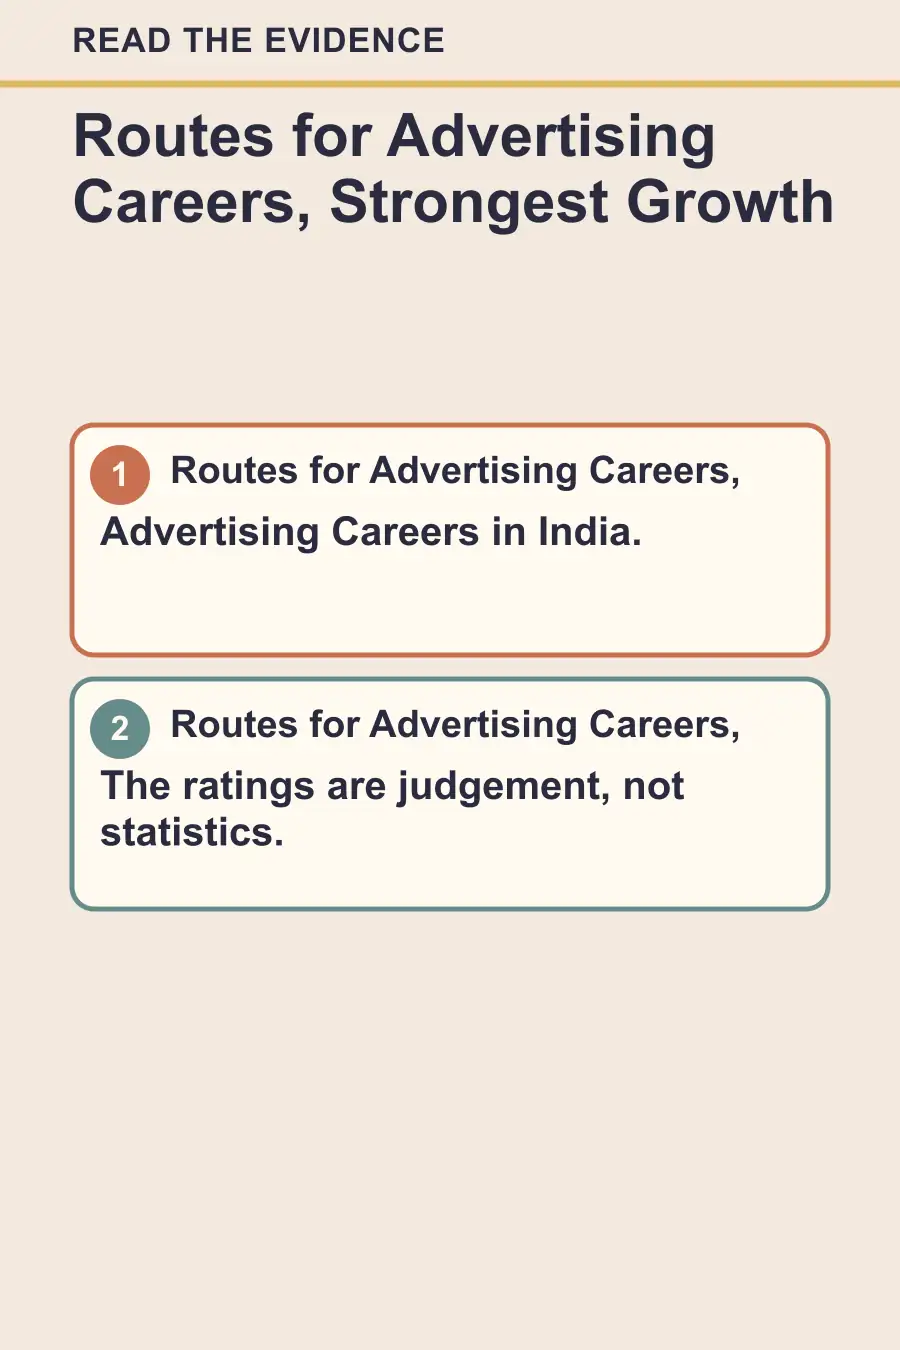 READ THE EVIDENCE
Routes for Advertising
Careers, Strongest Growth
1 Routes for Advertising Careers,
Advertising Careers in India.
2 Routes for Advertising Careers,
The ratings are judgement, not
statistics.